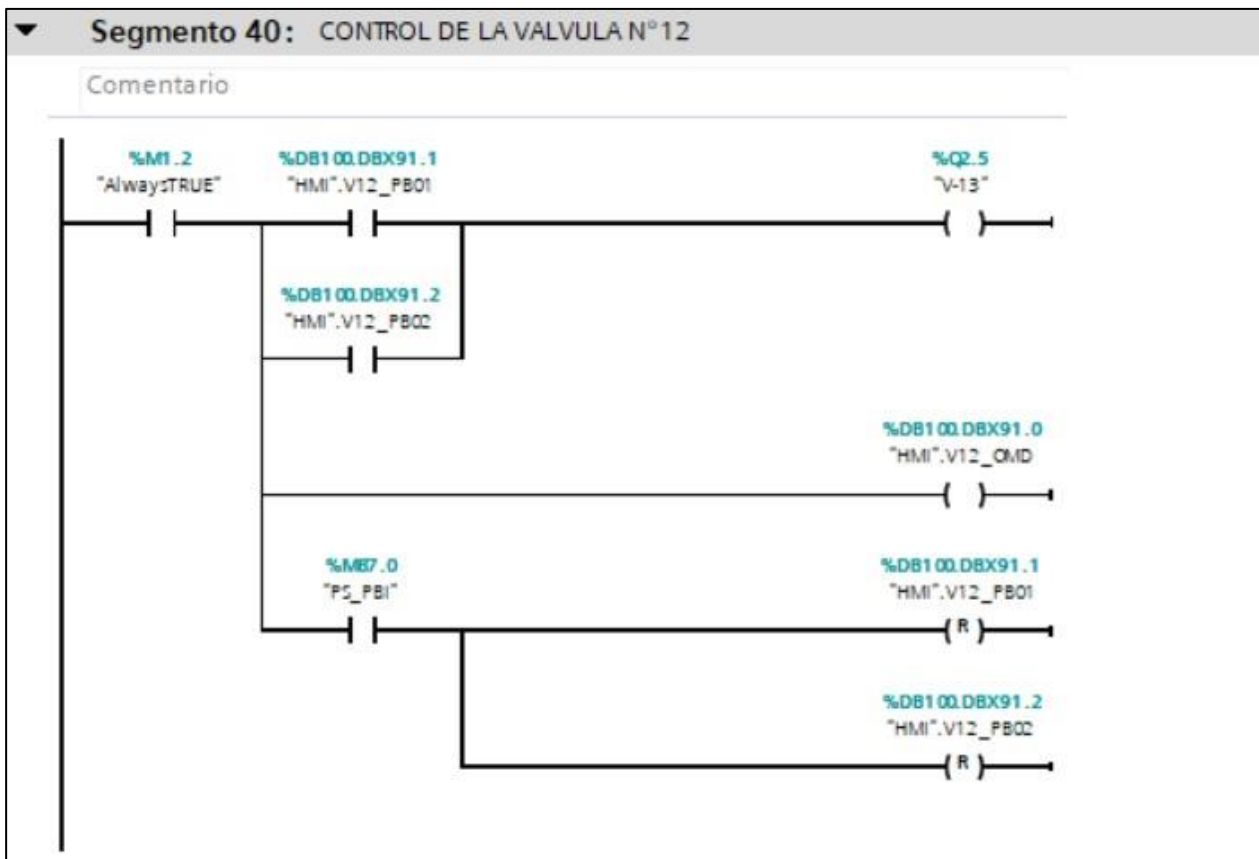 Segmento 40: CONTROL DE LA VALVULA N°12
Comentario
%M1.2
"AlwaysTRUE"
%DB100.DBX91.1
"HMI".V12_PB01
%Q2.5
"V-13"
%DB100.DBX91.2
"HMI".V12_PB02
%DB100.DBX91.0
"HMI".V12_CMD
%M87.0
"PS_PBI"
%DB100.DBX91.1
"HMI".V12_PB01
R
%DB100.DBX91.2
"HMI".V12_PB02
R